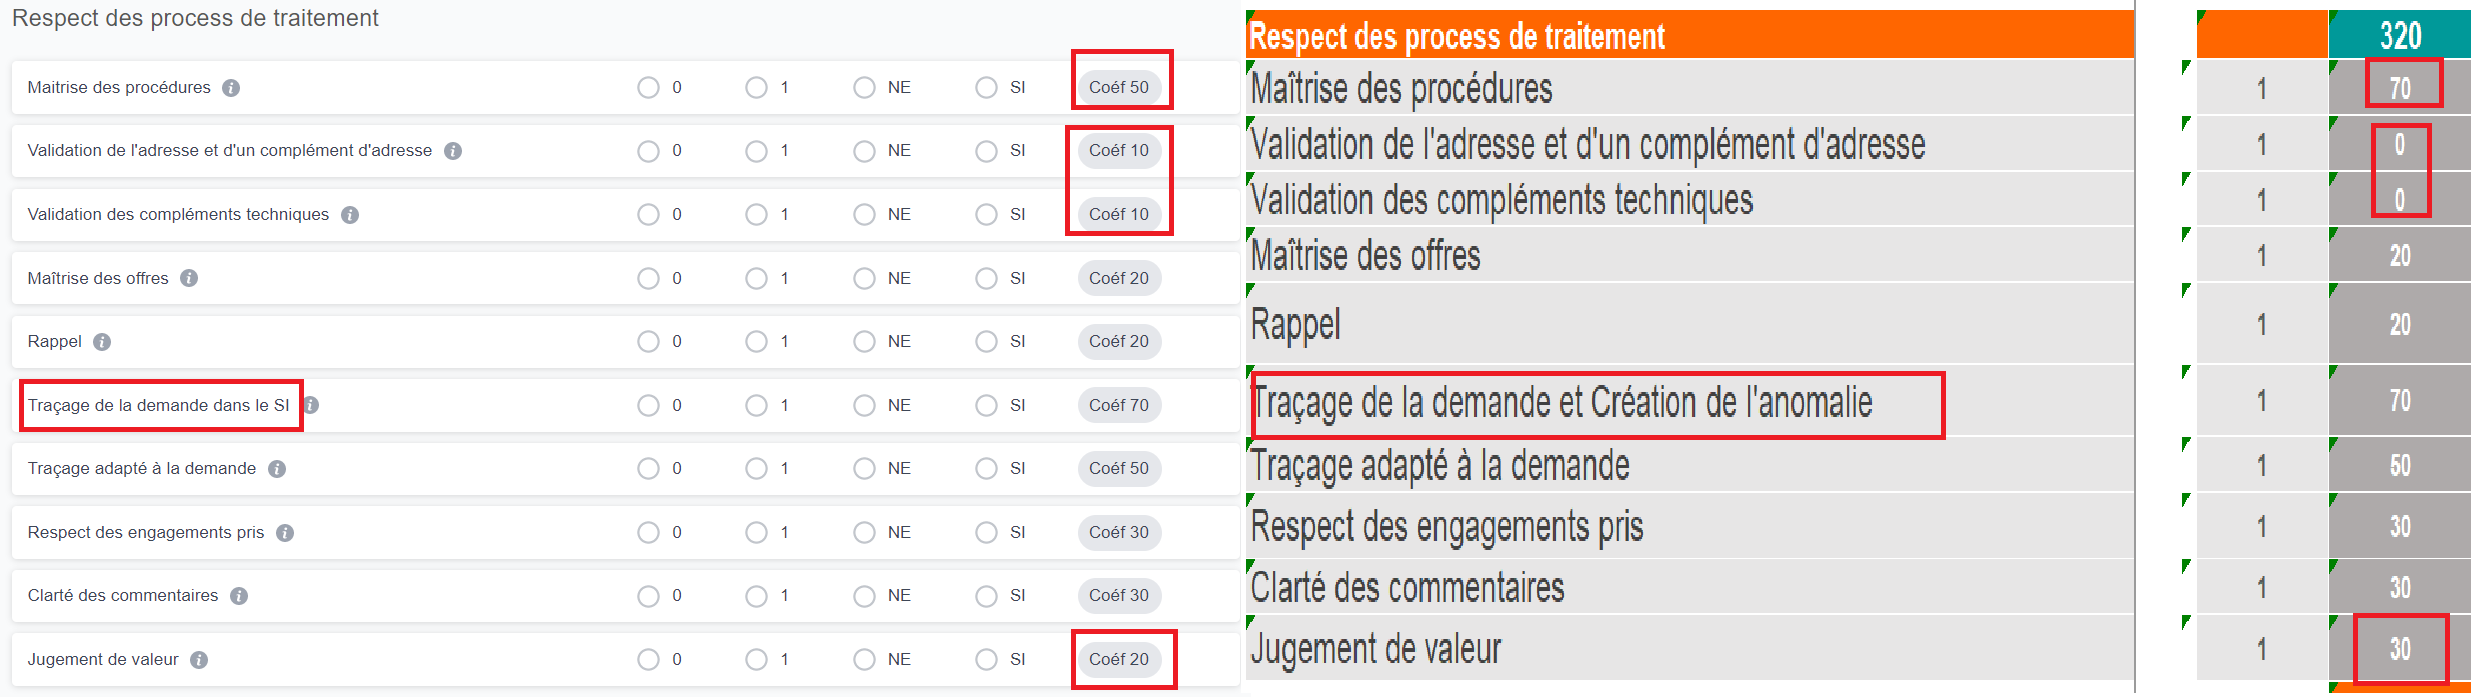 Respect des process de traitement
Maitrise des procédures 0 1 NE SI Coéf 50
Validation de l'adresse et d'un complément d'adresse 0 1 NE SI Coéf 10
Validation des compléments techniques 0 1 NE SI Coéf 10
Maîtrise des offres 0 1 NE SI Coéf 20
Rappel 0 1 NE SI Coéf 20
Traçage de la demande dans le SI 0 1 NE SI Coéf 70
Traçage adapté à la demande 0 1 NE SI Coéf 50
Respect des engagements pris 0 1 NE SI Coéf 30
Clarté des commentaires 0 1 NE SI Coéf 30
Jugement de valeur 0 1 NE SI Coéf 20
Respect des process de traitement 320
Maîtrise des procédures 1 70
Validation de l'adresse et d'un complément d'adresse 1 0
Validation des compléments techniques 1 0
Maîtrise des offres 1 20
Rappel 1 20
Traçage de la demande et Création de l'anomalie 1 70
Traçage adapté à la demande 1 50
Respect des engagements pris 1 30
Clarté des commentaires 1 30
Jugement de valeur 1 30